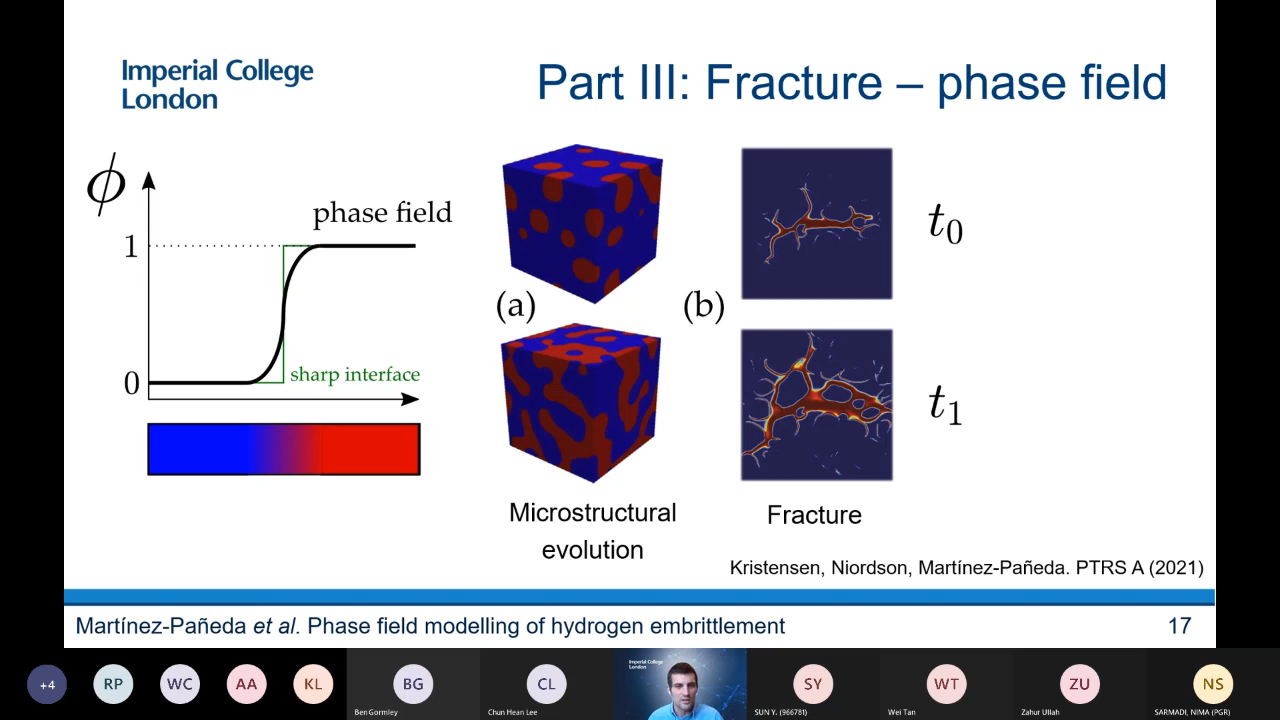 Imperial College
London
Part III: Fracture – phase field
ϕ
phase field
1
sharp interface
0
(a)
(b)
t0
t1
Microstructural
evolution
Fracture
Kristensen, Niordson, Martínez-Pañeda. PTRS A (2021)
Martínez-Pañeda et al. Phase field modelling of hydrogen embrittlement
17
+4
RP
WC
AA
KL
BG
Ben Gormley
CL
Chun Hean Lee
Imperial College
London
SY
SUN Y. (966781)
WT
Wei Tan
ZU
Zahur Ullah
NS
SARMADI, NIMA (PGR)